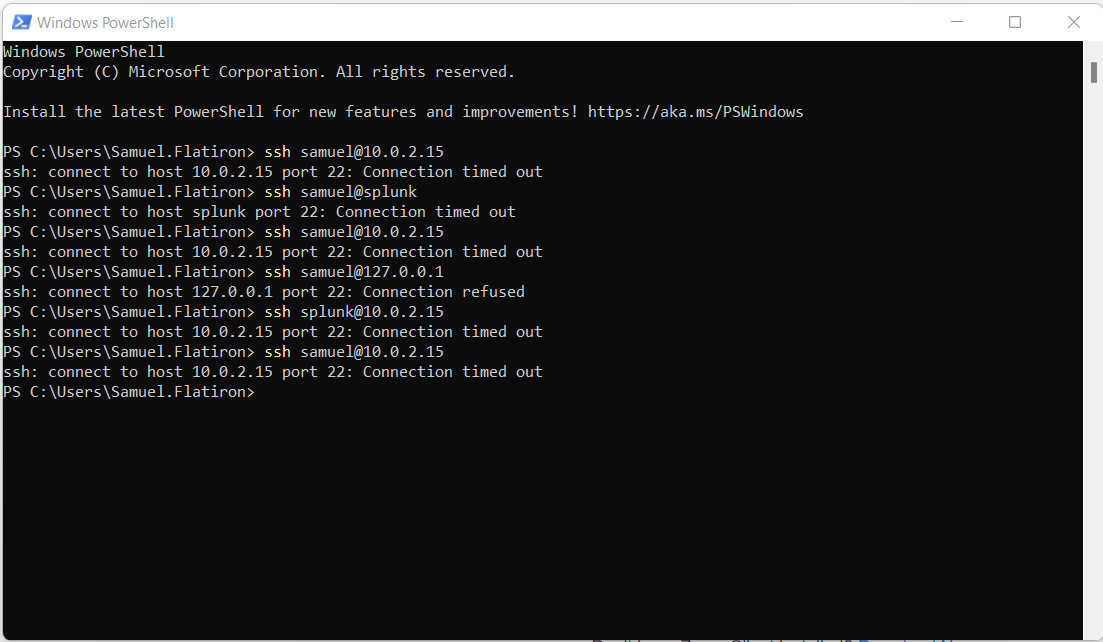 Windows PowerShell
Windows PowerShell
Copyright (C) Microsoft Corporation. All rights reserved.
Install the latest PowerShell for new features and improvements! https://aka.ms/PSWindows
PS C:\Users\Samuel.Flatiron> ssh samuel@10.0.2.15
ssh: connect to host 10.0.2.15 port 22: Connection timed out
PS C:\Users\Samuel.Flatiron> ssh samuel@splunk
ssh: connect to host splunk port 22: Connection timed out
PS C:\Users\Samuel.Flatiron> ssh samuel@10.0.2.15
ssh: connect to host 10.0.2.15 port 22: Connection timed out
PS C:\Users\Samuel.Flatiron> ssh samuel@127.0.0.1
ssh: connect to host 127.0.0.1 port 22: Connection refused
PS C:\Users\Samuel.Flatiron> ssh splunk@10.0.2.15
ssh: connect to host 10.0.2.15 port 22: Connection timed out
PS C:\Users\Samuel.Flatiron> ssh samuel@10.0.2.15
ssh: connect to host 10.0.2.15 port 22: Connection timed out
PS C:\Users\Samuel.Flatiron>